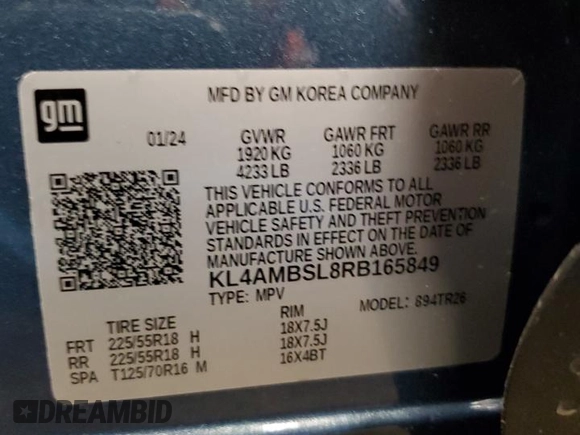 gm
MFD BY GM KOREA COMPANY
01/24 GVWR GAWR FRT GAWR RR
1920 KG 1060 KG 1060 KG
4233 LB 2336 LB 2336 LB
THIS VEHICLE CONFORMS TO ALL
APPLICABLE U.S. FEDERAL MOTOR
VEHICLE SAFETY AND THEFT PREVENTION
STANDARDS IN EFFECT ON THE DATE OF
MANUFACTURE SHOWN ABOVE.
KL4AMBSL8RB165849
TYPE: MPV MODEL: 894TR26
TIRE SIZE RIM
FRT 225/55R18 H 18X7.5J
RR 225/55R18 H 18X7.5J
SPA T125/70R16 M 16X4BT
DREAMBID